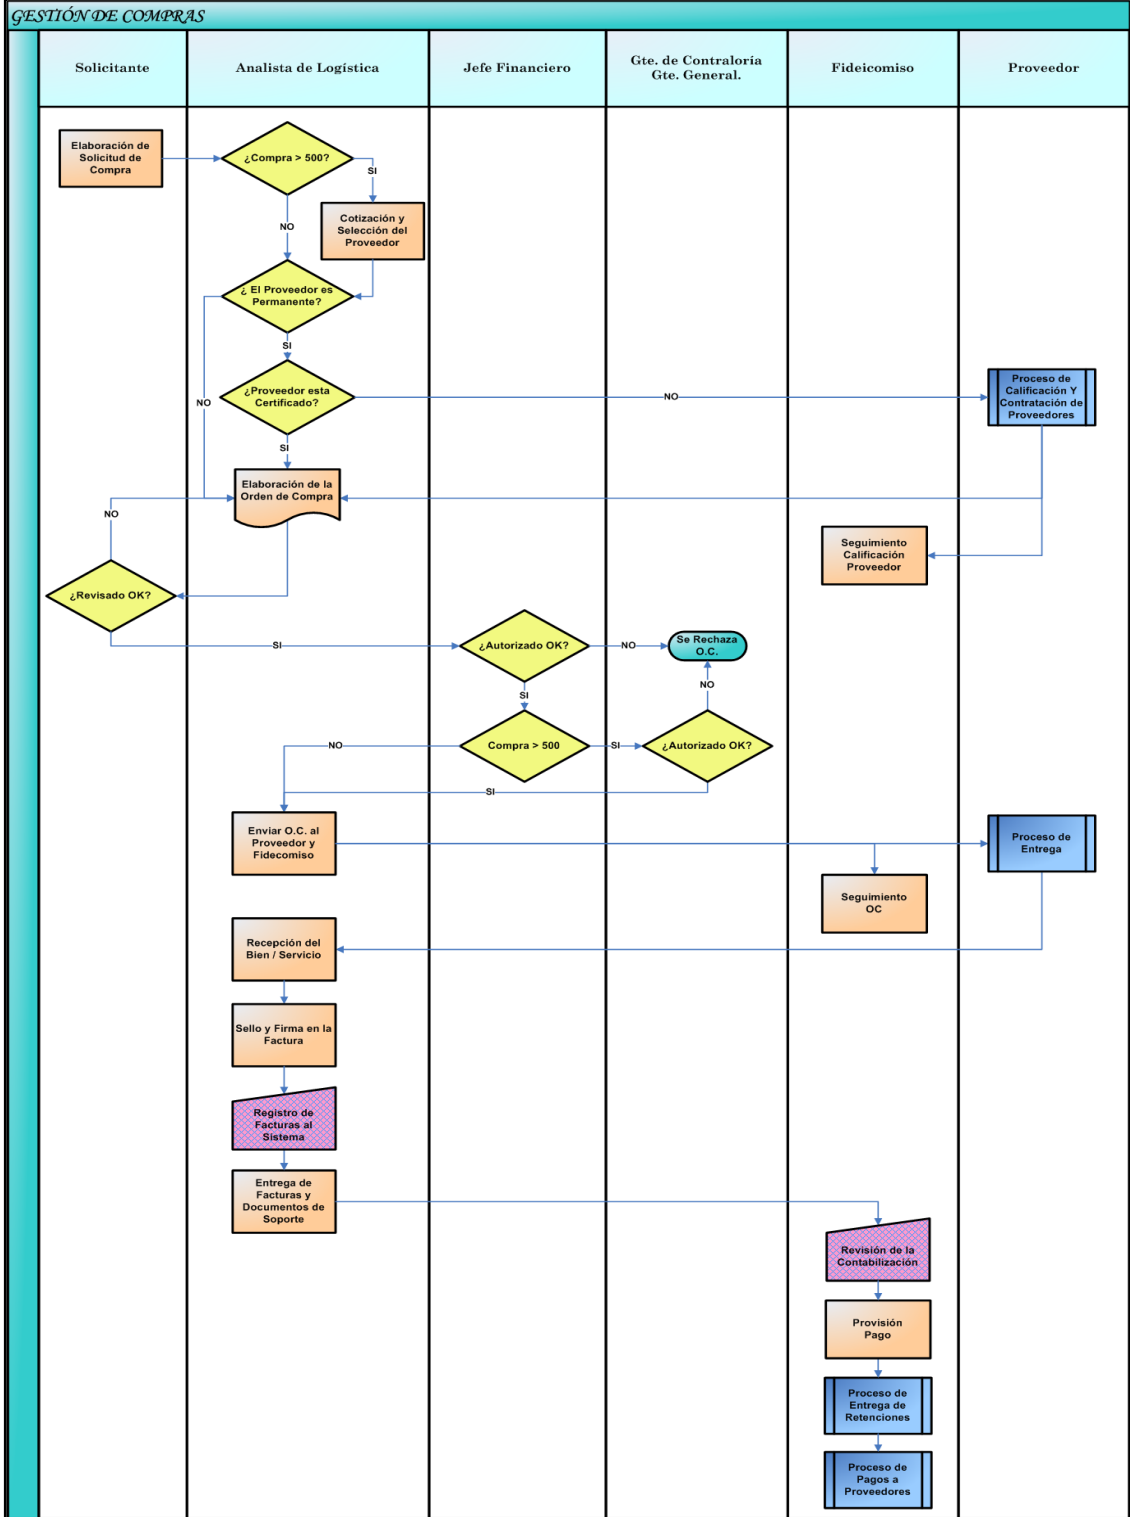 GESTIÓN DE COMPRAS
Solicitante
Analista de Logística
Jefe Financiero
Gte. de Contraloría
Gte. General.
Fideicomiso
Proveedor
Elaboración de
Solicitud de
Compra
¿Compra > 500?
SI
NO
Cotización y
Selección del
Proveedor
¿ El Proveedor es
Permanente?
SI
NO
¿Proveedor esta
Certificado?
NO
SI
Proceso de
Calificación Y
Contratación de
Proveedores
Elaboración de la
Orden de Compra
NO
Seguimiento
Calificación
Proveedor
¿Revisado OK?
SI
¿Autorizado OK?
NO
Se Rechaza
O.C.
SI
NO
Compra > 500
NO
SI
¿Autorizado OK?
SI
Enviar O.C. al
Proveedor y
Fidecomiso
Proceso de
Entrega
Seguimiento
OC
Recepción del
Bien / Servicio
Sello y Firma en la
Factura
Registro de
Facturas al
Sistema
Entrega de
Facturas y
Documentos de
Soporte
Revisión de la
Contabilización
Provisión
Pago
Proceso de
Entrega de
Retenciones
Proceso de
Pagos a
Proveedores